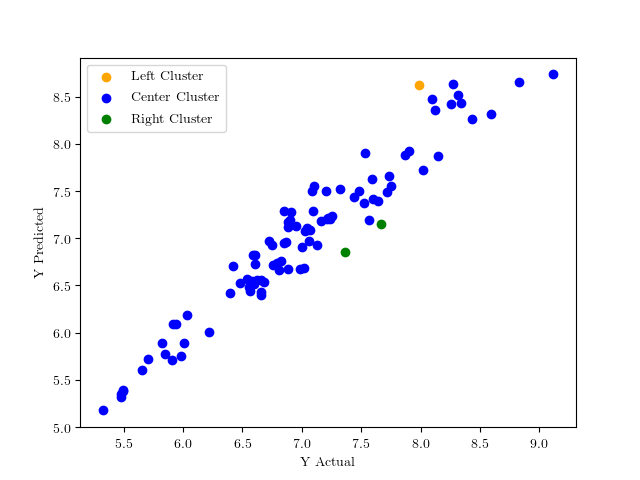 Left Cluster
Center Cluster
Right Cluster
8.5
8.0
7.5
7.0
6.5
6.0
5.5
5.0
Y Predicted
5.5 6.0 6.5 7.0 7.5 8.0 8.5 9.0
Y Actual